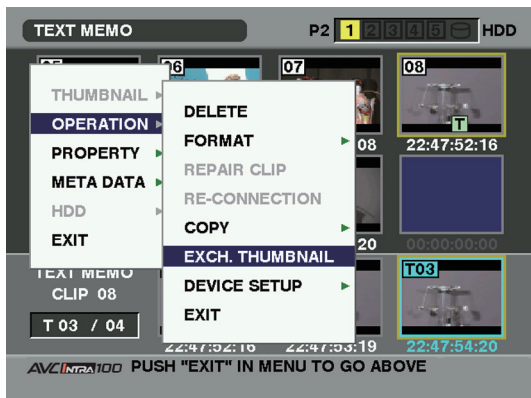 TEXT MEMO
P2 1 2 3 4 5 HDD
06 07 08
THUMBNAIL
OPERATION
PROPERTY
META DATA
HDD
EXIT
DELETE
FORMAT
REPAIR CLIP
RE-CONNECTION
COPY
EXCH. THUMBNAIL
DEVICE SETUP
EXIT
T
08 22:47:52:16
20 00:00:00:00
TEXT MEMO
CLIP 08
T 03 / 04
T03
22:47:52:16 22:47:53:19 22:47:54:20
AVC INTRA 100 PUSH "EXIT" IN MENU TO GO ABOVE